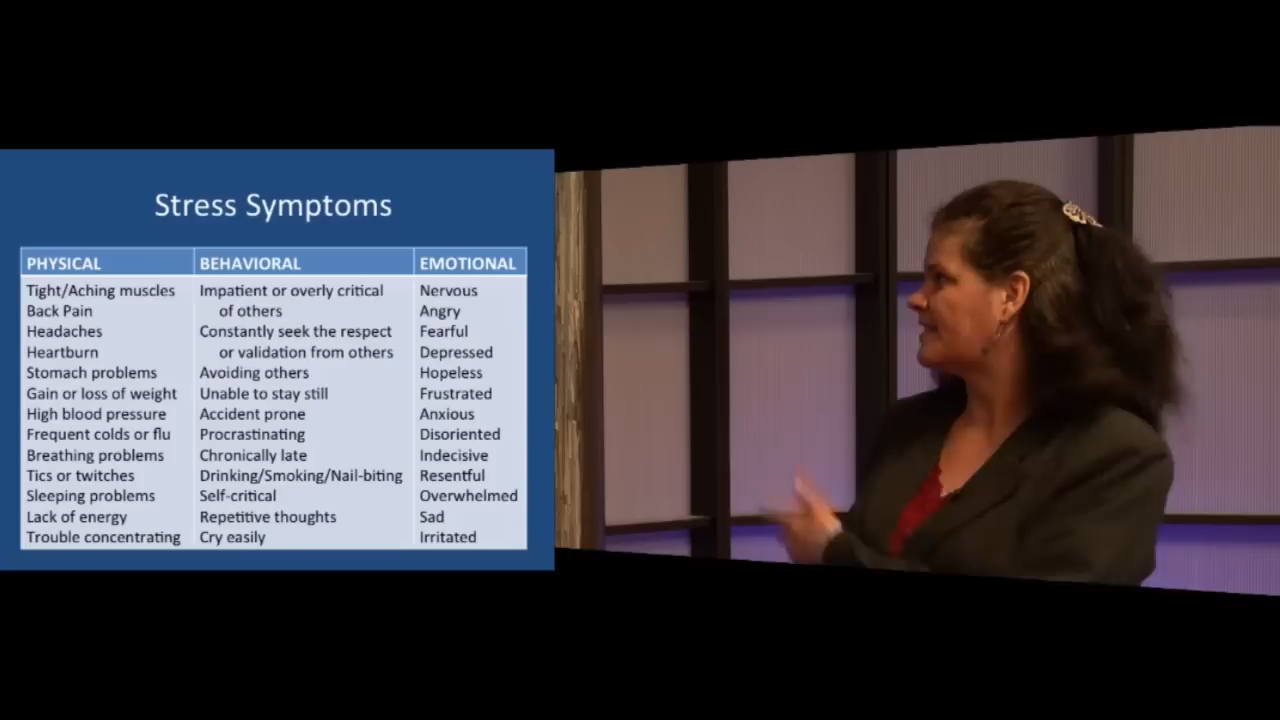 Stress Symptoms
PHYSICAL BEHAVIORAL EMOTIONAL
Tight/Aching muscles Impatient or overly critical Nervous
Back Pain of others Angry
Headaches Constantly seek the respect Fearful
Heartburn or validation from others Depressed
Stomach problems Avoiding others Hopeless
Gain or loss of weight Unable to stay still Frustrated
High blood pressure Accident prone Anxious
Frequent colds or flu Procrastinating Disoriented
Breathing problems Chronically late Indecisive
Tics or twitches Drinking/Smoking/Nail-biting Resentful
Sleeping problems Self-critical Overwhelmed
Lack of energy Repetitive thoughts Sad
Trouble concentrating Cry easily Irritated